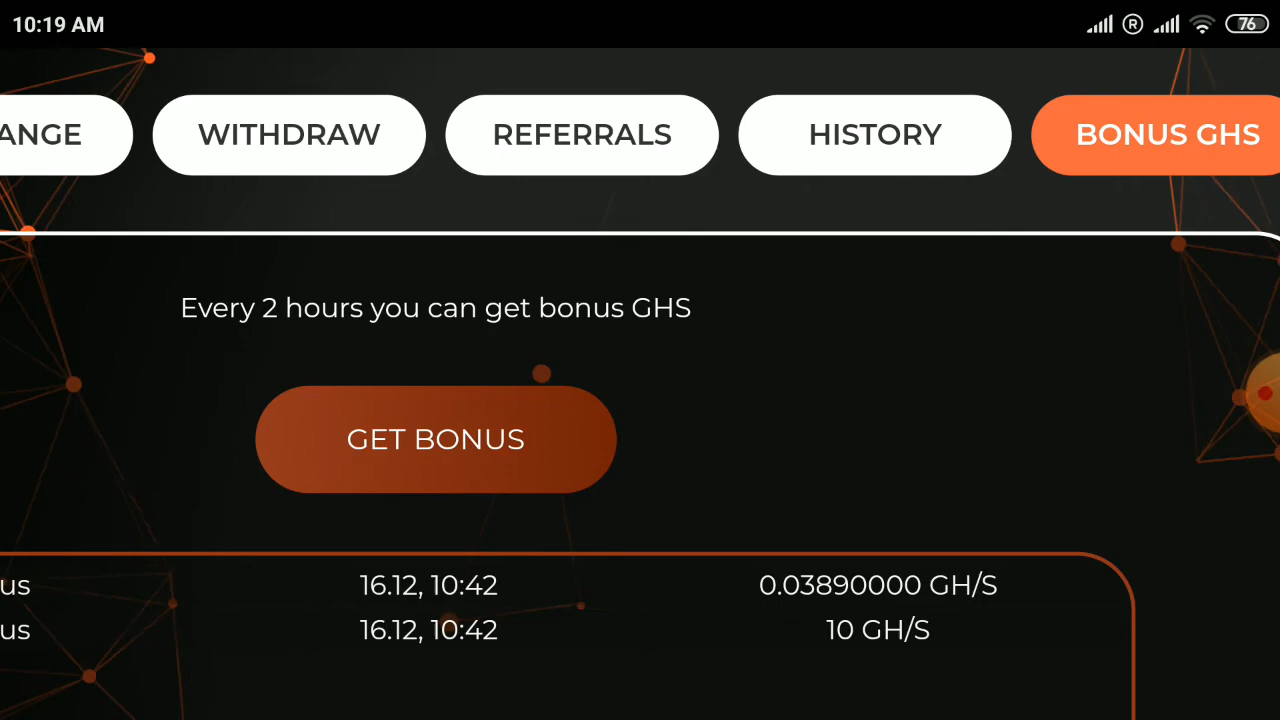 10:19 AM R 76
ANGE WITHDRAW REFERRALS HISTORY BONUS GHS
Every 2 hours you can get bonus GHS
GET BONUS
us 16.12, 10:42 0.03890000 GH/S
us 16.12, 10:42 10 GH/S